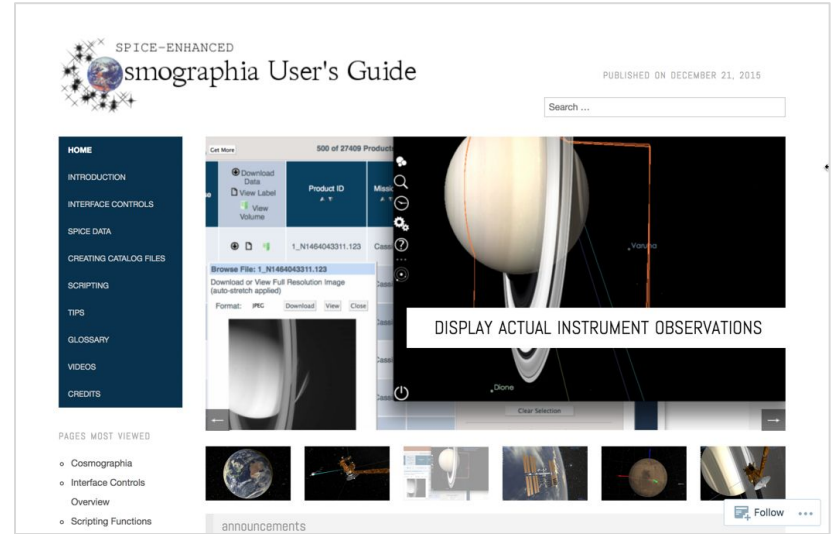 SPICE-ENHANCED
osmographia User's Guide
PUBLISHED ON DECEMBER 21, 2015
Search ...
HOME
INTRODUCTION
INTERFACE CONTROLS
SPICE DATA
CREATING CATALOG FILES
SCRIPTING
TIPS
GLOSSARY
VIDEOS
CREDITS
Get More
500 of 27409 Products
Download
Data
View Label
View
Volume
Product ID
1_N1464043311.123
Cass
Browse File: 1_N1464043311.123
Download or View Full Resolution Image
(auto-stretch applied)
Format: JPEG Download View Close
Varuna
DISPLAY ACTUAL INSTRUMENT OBSERVATIONS
Dione
Clear Selection
PAGES MOST VIEWED
Cosmographia
Interface Controls
Overview
Scripting Functions
announcements
Follow